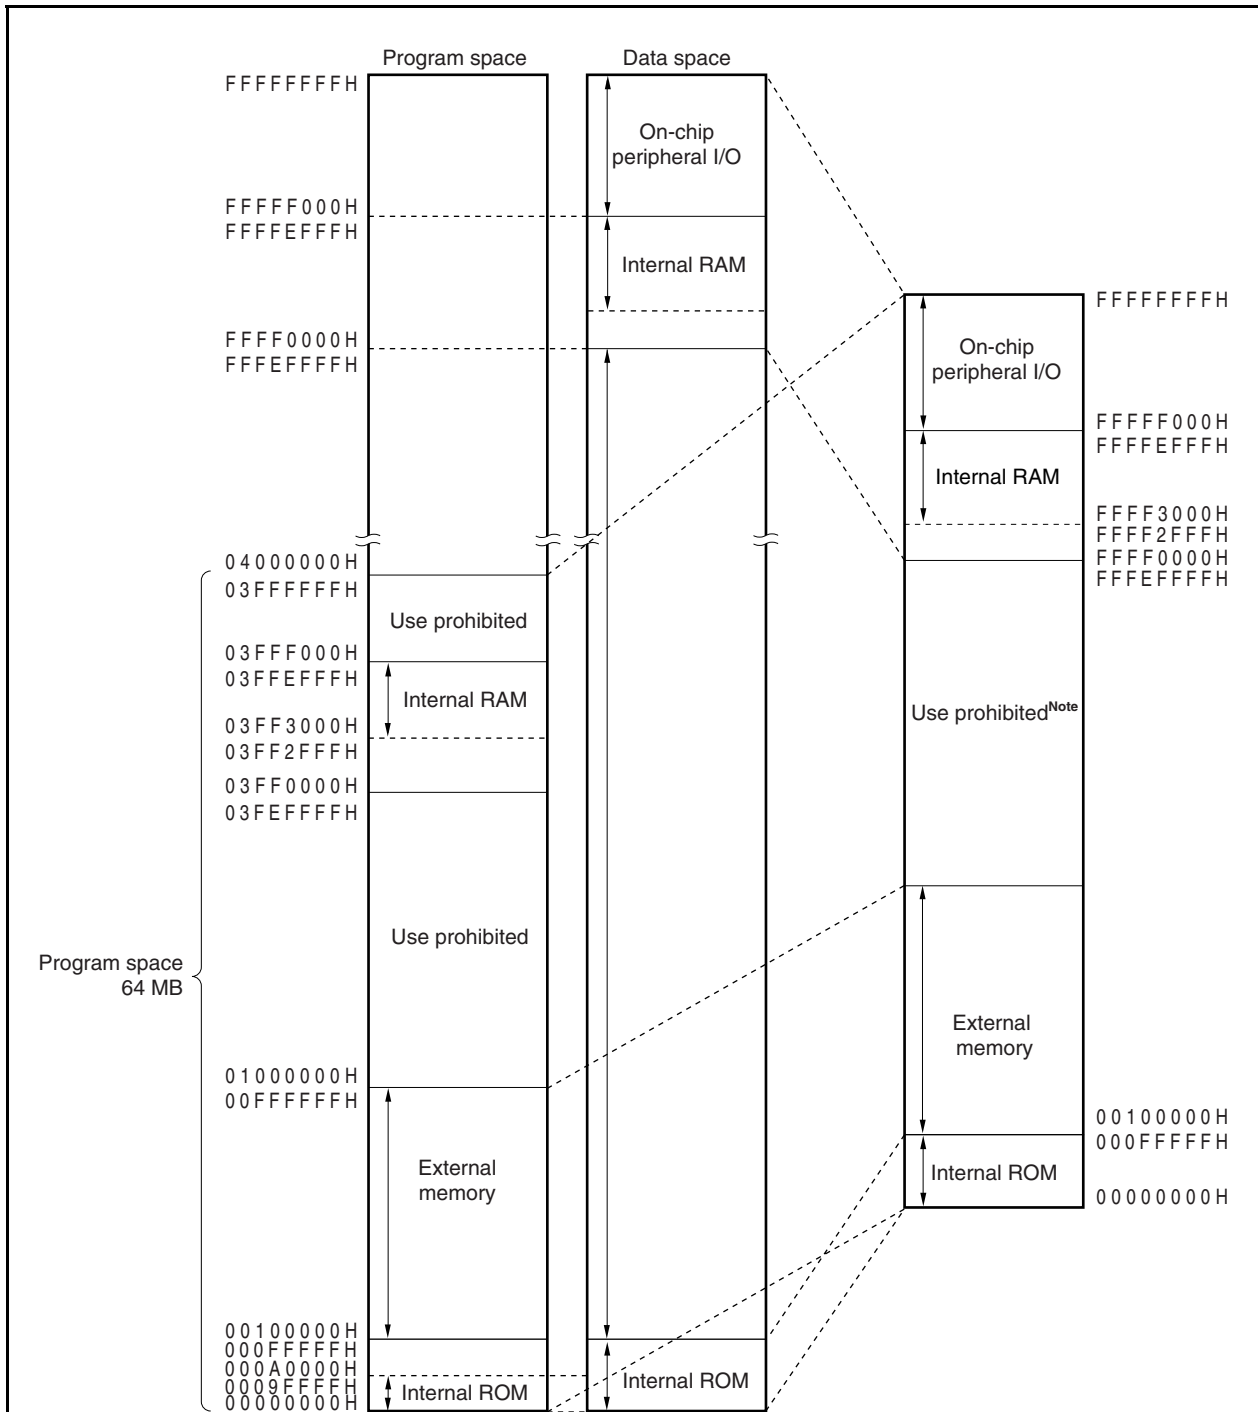 Program space
Data space
FFFFFFFFH
On-chip
peripheral I/O
FFFFF000H
FFFFEFFFH
Internal RAM
FFFF0000H
FFFEFFFFH
04000000H
03FFFFFFH
Use prohibited
03FFF000H
03FFEFFFH
Internal RAM
03FF3000H
03FF2FFFH
03FF0000H
03FEFFFFH
Use prohibited
Program space
64 MB
01000000H
00FFFFFFH
External
memory
00100000H
000FFFFFH
000A0000H
0009FFFFH
00000000H
Internal ROM
Internal ROM
FFFFFFFFH
On-chip
peripheral I/O
FFFFF000H
FFFFEFFFH
Internal RAM
FFFF3000H
FFFF2FFFH
FFFF0000H
FFFEFFFFH
Use prohibitedNote
External
memory
00100000H
000FFFFFH
Internal ROM
00000000H